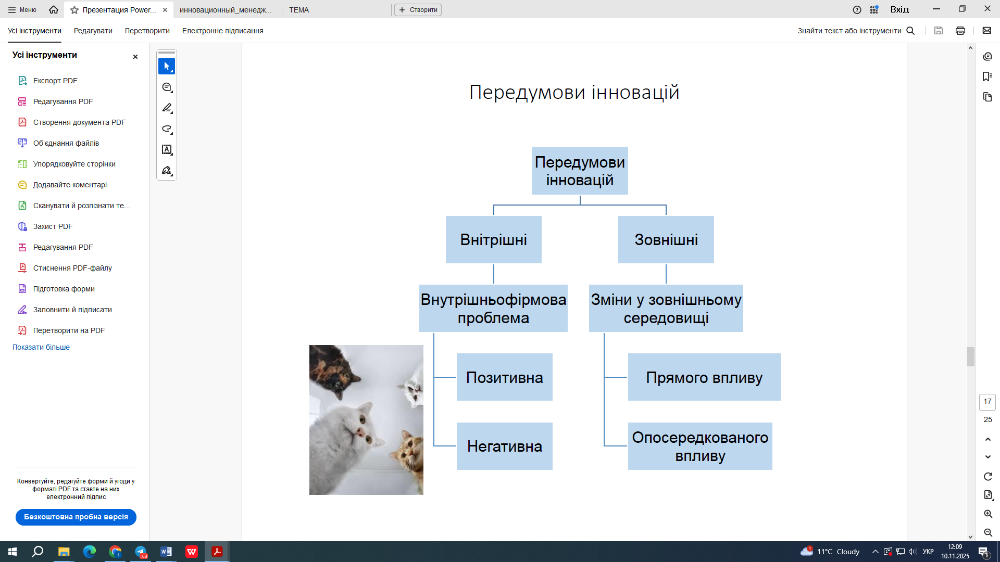 Меню
Презентация Power...
инновационный_менедж...
ТЕМА
Створити
Вхід
Усі інструменти
Редагувати
Перетворити
Електронне підписання
Знайти текст або інструменти
Усі інструменти
Експорт PDF
Редагування PDF
Створення документа PDF
Об'єднання файлів
Упорядковуйте сторінки
Додавайте коментарі
Сканувати й розпізнати те...
Захист PDF
Редагування PDF
Стиснення PDF-файлу
Підготовка форми
Заповнити й підписати
Перетворити на PDF
Показати більше
Конвертуйте, редагуйте форми й угоди у
форматі PDF та ставте на них
електронний підпис
Безкоштовна пробна версія
Передумови інновацій
Передумови
інновацій
Внітрішні
Зовнішні
Внутрішньофірмова
проблема
Зміни у зовнішньому
середовищі
Позитивна
Прямого впливу
Негативна
Опосередкованого
впливу
17
25
.63
1
11°C Cloudy
УКР
12:09
10.11.2025
1